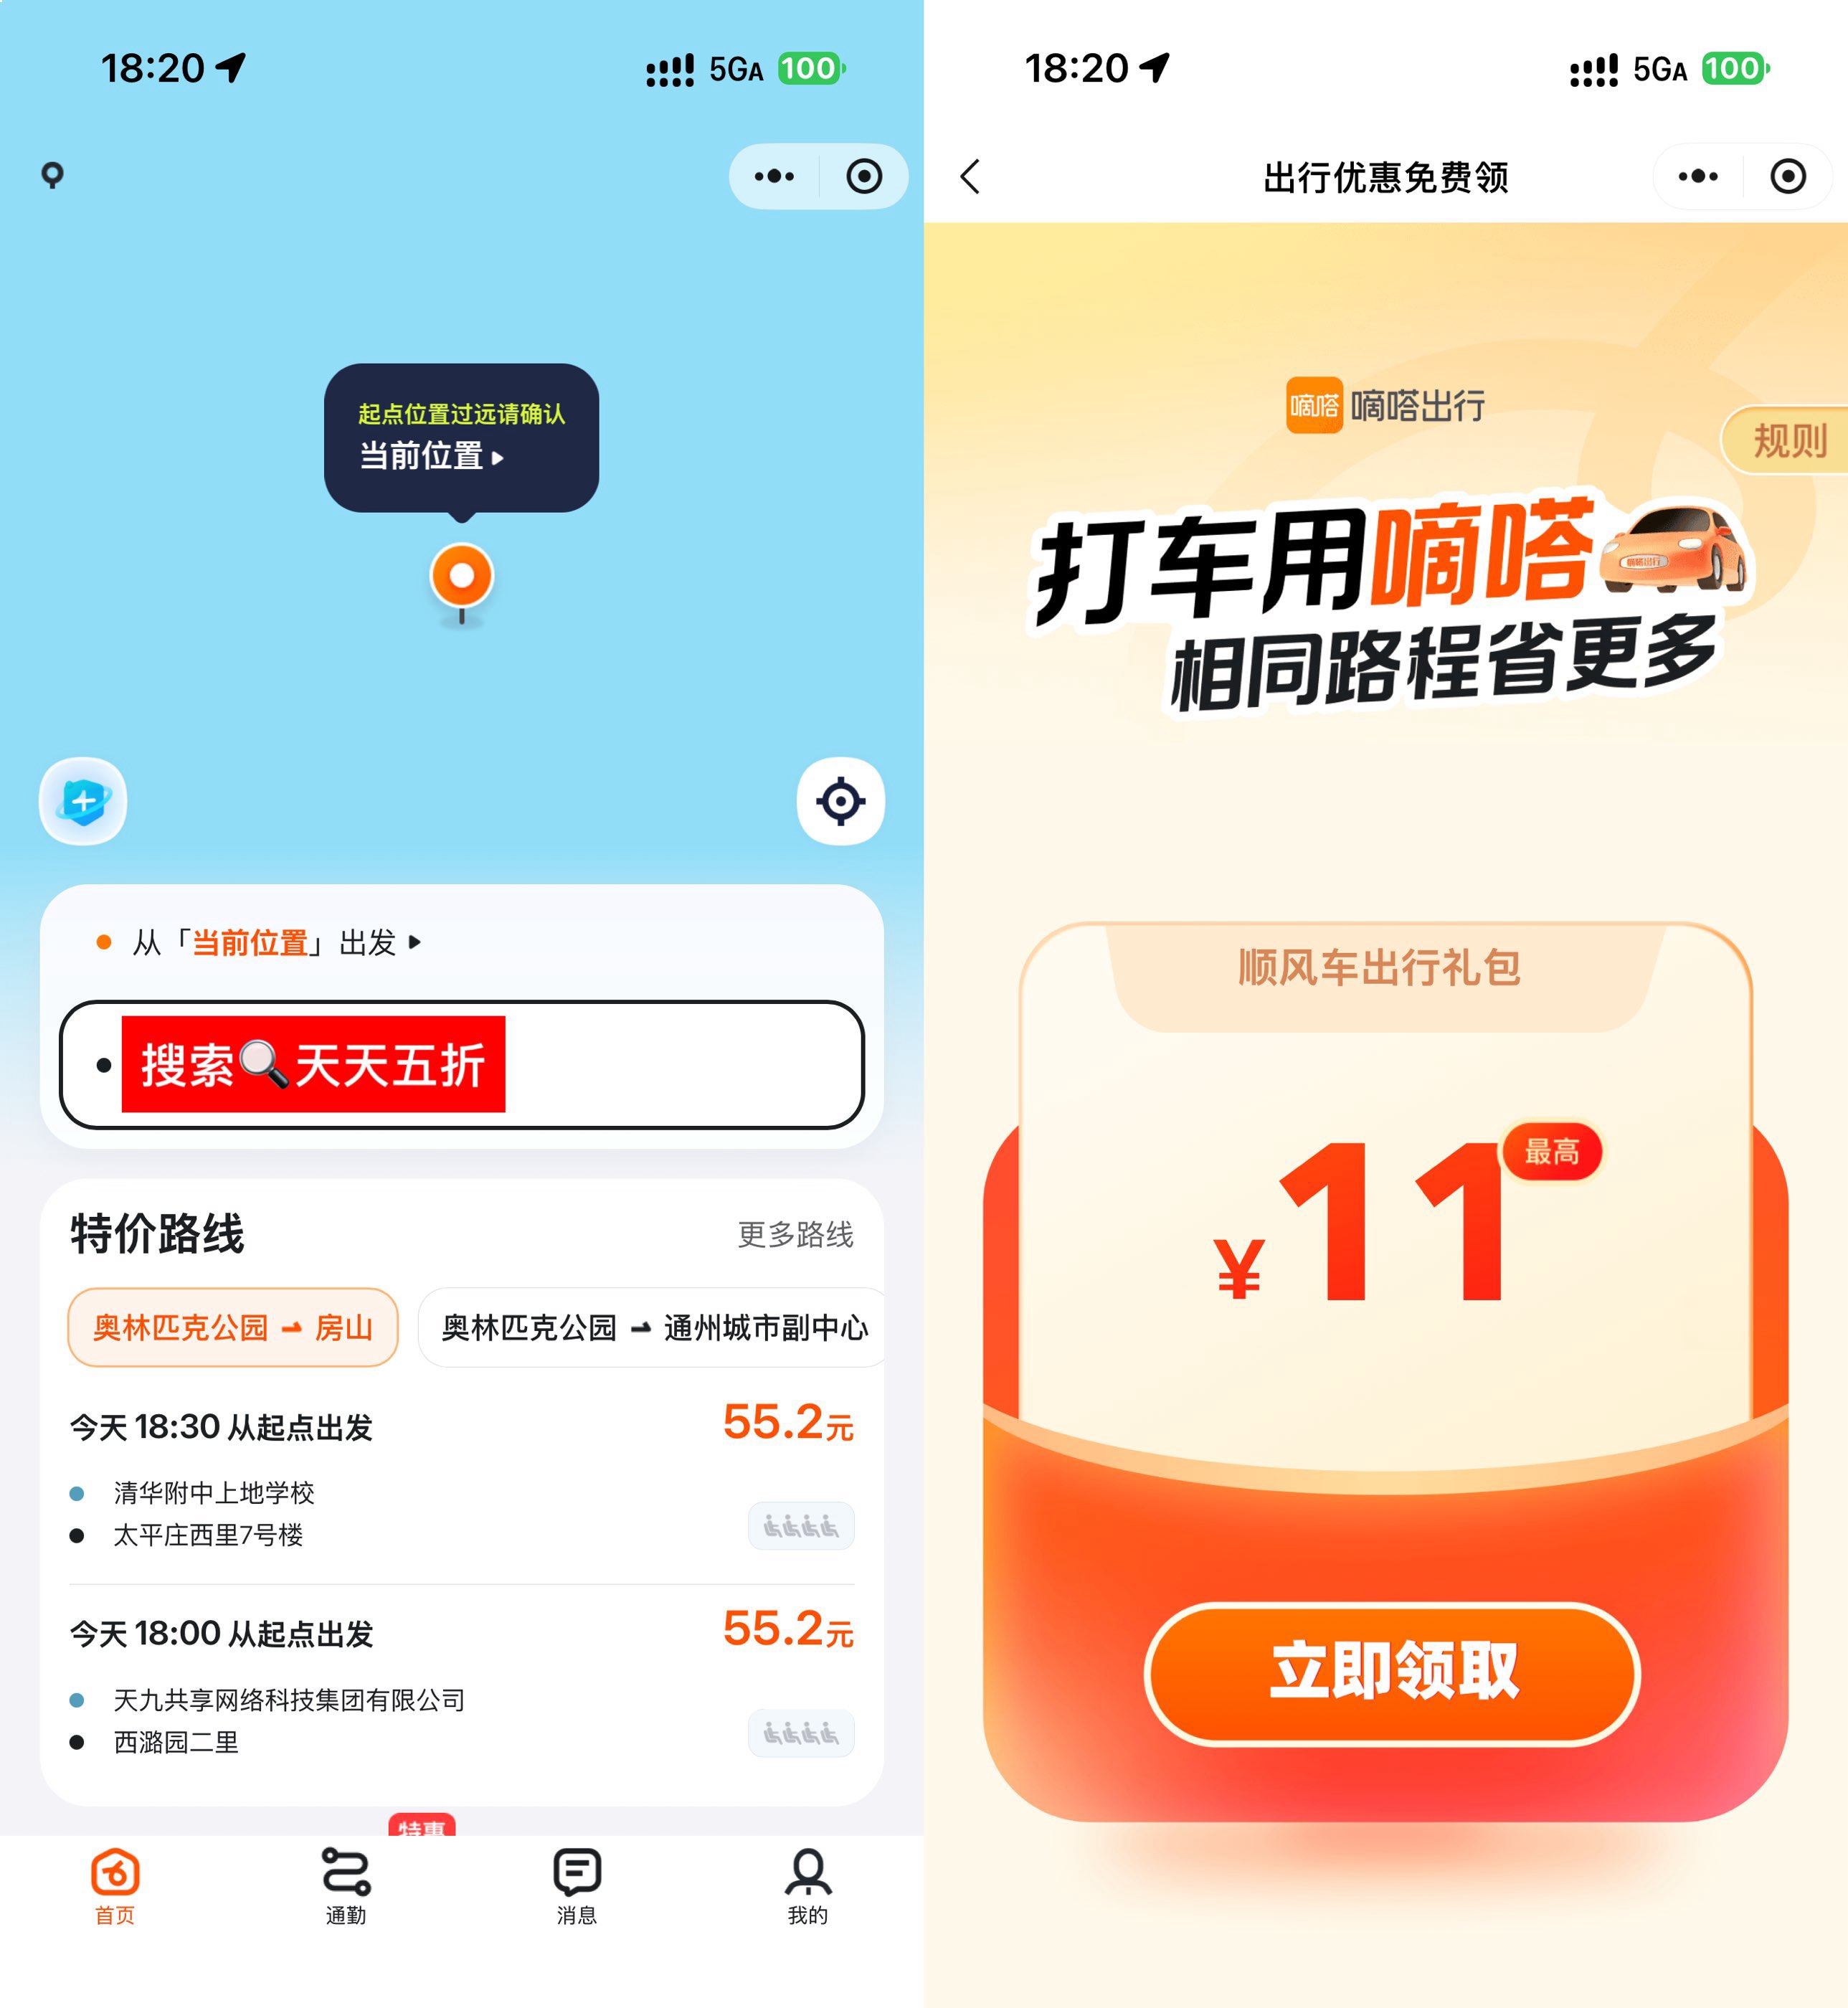 18:20
5GA 100
起点位置过远请确认
当前位置
从「当前位置」出发
搜索🔍天天五折
特价路线
更多路线
奥林匹克公园 房山
奥林匹克公园 通州城市副中心
今天 18:30 从起点出发
55.2元
清华附中上地学校
太平庄西里7号楼
今天 18:00 从起点出发
55.2元
天九共享网络科技集团有限公司
西潞园二里
特惠
首页
通勤
消息
我的
18:20
5GA 100
出行优惠免费领
嘀嗒 嘀嗒出行
规则
打车用嘀嗒
嘀嗒出行
相同路程省更多
顺风车出行礼包
¥11
最高
立即领取